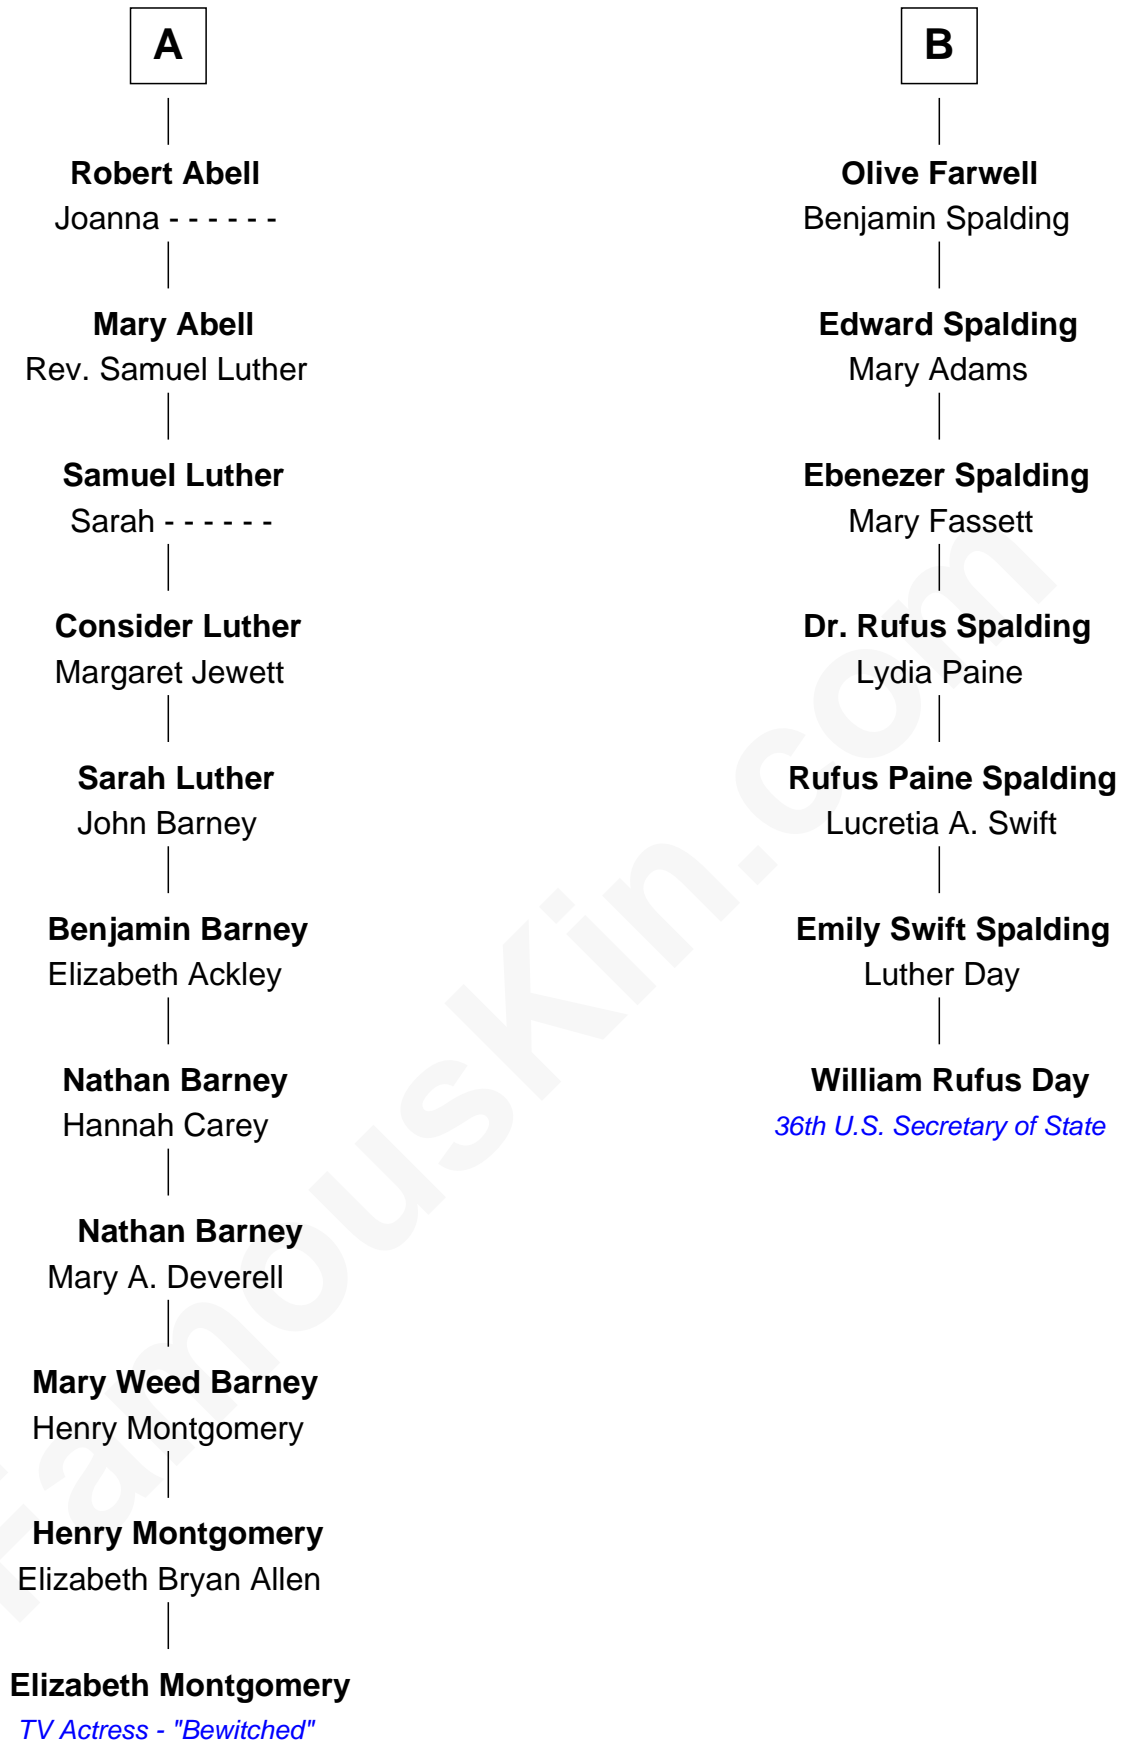 A
Robert Abell
Joanna - - - - - -
Mary Abell
Rev. Samuel Luther
Samuel Luther
Sarah - - - - - -
Consider Luther
Margaret Jewett
Sarah Luther
John Barney
Benjamin Barney
Elizabeth Ackley
Nathan Barney
Hannah Carey
Nathan Barney
Mary A. Deverell
Mary Weed Barney
Henry Montgomery
Henry Montgomery
Elizabeth Bryan Allen
Elizabeth Montgomery
TV Actress - "Bewitched"
B
Olive Farwell
Benjamin Spalding
Edward Spalding
Mary Adams
Ebenezer Spalding
Mary Fassett
Dr. Rufus Spalding
Lydia Paine
Rufus Paine Spalding
Lucretia A. Swift
Emily Swift Spalding
Luther Day
William Rufus Day
36th U.S. Secretary of State
FamousKin.com